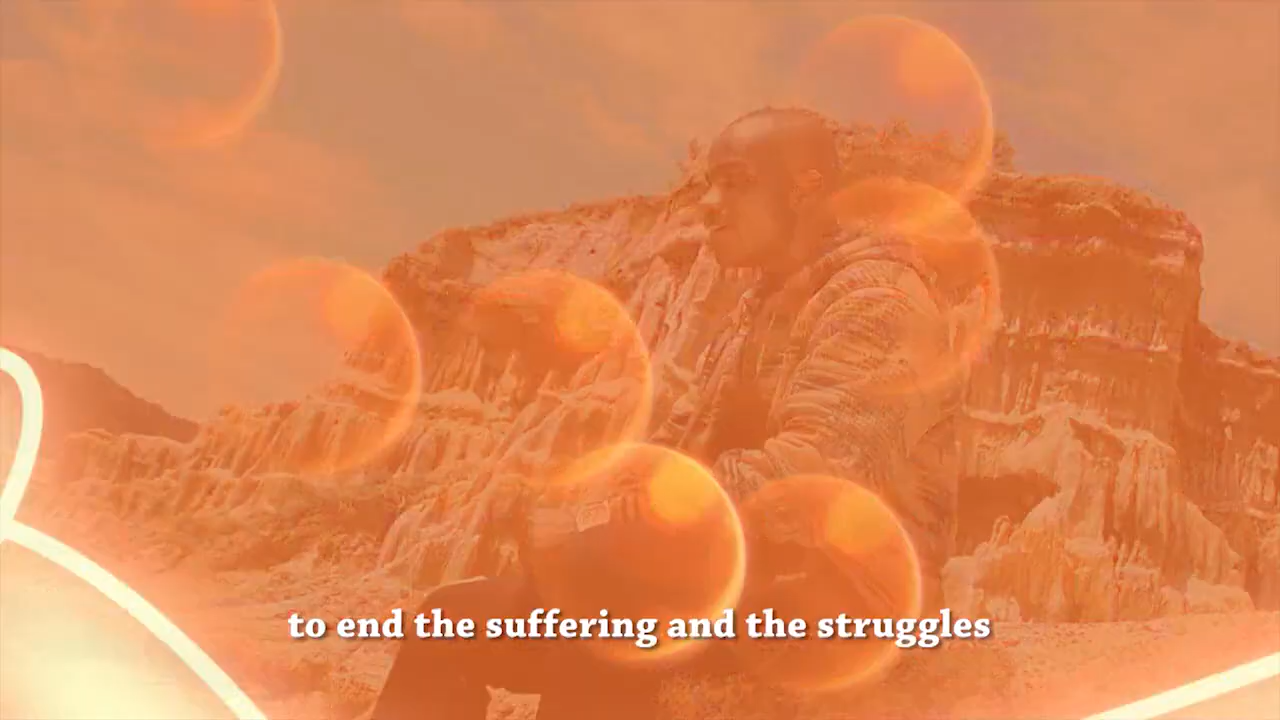 to end the suffering and the struggles